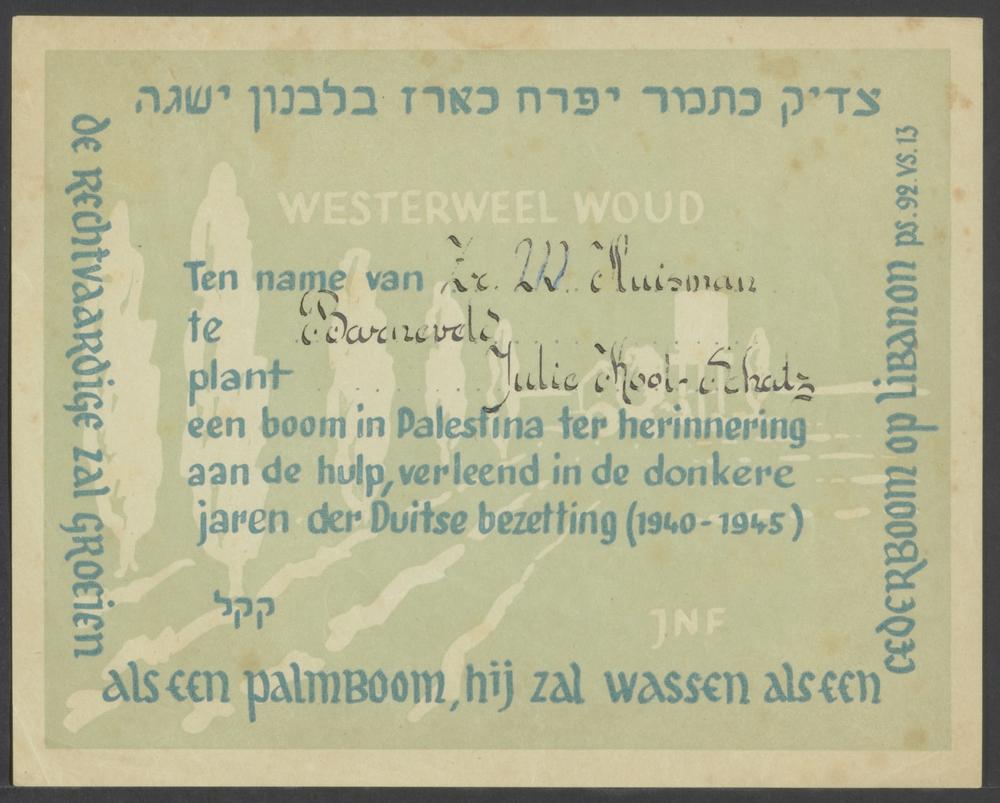 צדיק כתמר יפרח כארז בלבנון ישגה
de rechtvaardige zal groeien
als een palmboom, hij zal wassen als een
cederboom op libanon ps. 92. vs. 13
WESTERWEEL WOUD
Ten name van Zr. W. Huisman
te Barneveld
plant Julie Kool-Schatz
een boom in Palestina ter herinnering
aan de hulp, verleend in de donkere
jaren der Duitse bezetting (1940-1945)
קקל
JNF